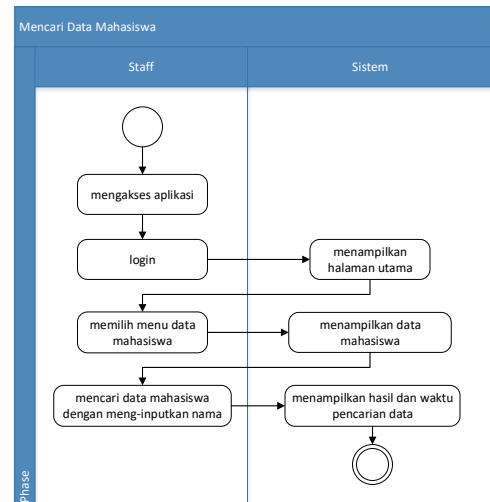 Mencari Data Mahasiswa
Staff
Sistem
mengakses aplikasi
login
menampilkan
halaman utama
memilih menu data
mahasiswa
menampilkan data
mahasiswa
mencari data mahasiswa
dengan meng-inputkan nama
menampilkan hasil dan waktu
pencarian data
Phase